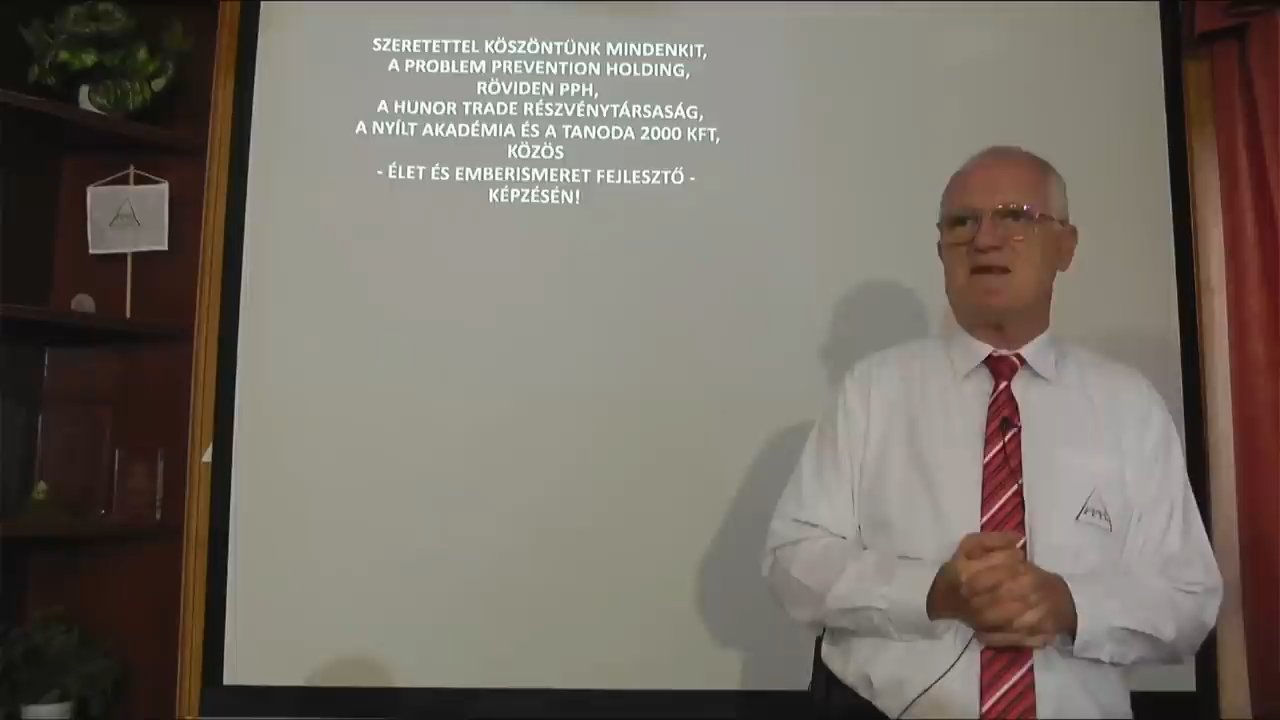 SZERETETTEL KÖSZÖNTÜNK MINDENKIT,
A PROBLEM PREVENTION HOLDING,
RÖVIDEN PPH,
A HUNOR TRADE RÉSZVÉNYTÁRSASÁG,
A NYÍLT AKADÉMIA ÉS A TANODA 2000 KFT,
KÖZÖS
- ÉLET ÉS EMBERISMERET FEJLESZTŐ -
KÉPZÉSÉN!